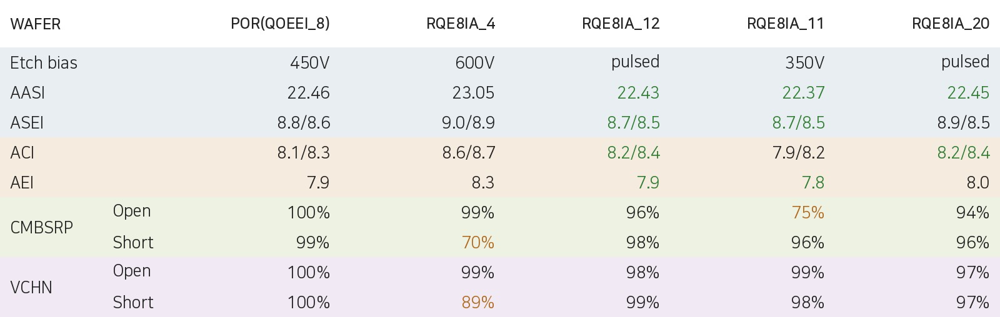 WAFER POR(QOEEI_8) RQE8IA_4 RQE8IA_12 RQE8IA_11 RQE8IA_20
Etch bias 450V 600V pulsed 350V pulsed
AASI 22.46 23.05 22.43 22.37 22.45
ASEI 8.8/8.6 9.0/8.9 8.7/8.5 8.7/8.5 8.9/8.5
ACI 8.1/8.3 8.6/8.7 8.2/8.4 7.9/8.2 8.2/8.4
AEI 7.9 8.3 7.9 7.8 8.0
CMBSRP
Open 100% 99% 96% 75% 94%
Short 99% 70% 98% 96% 96%
VCHN
Open 100% 99% 98% 99% 97%
Short 100% 89% 99% 98% 97%